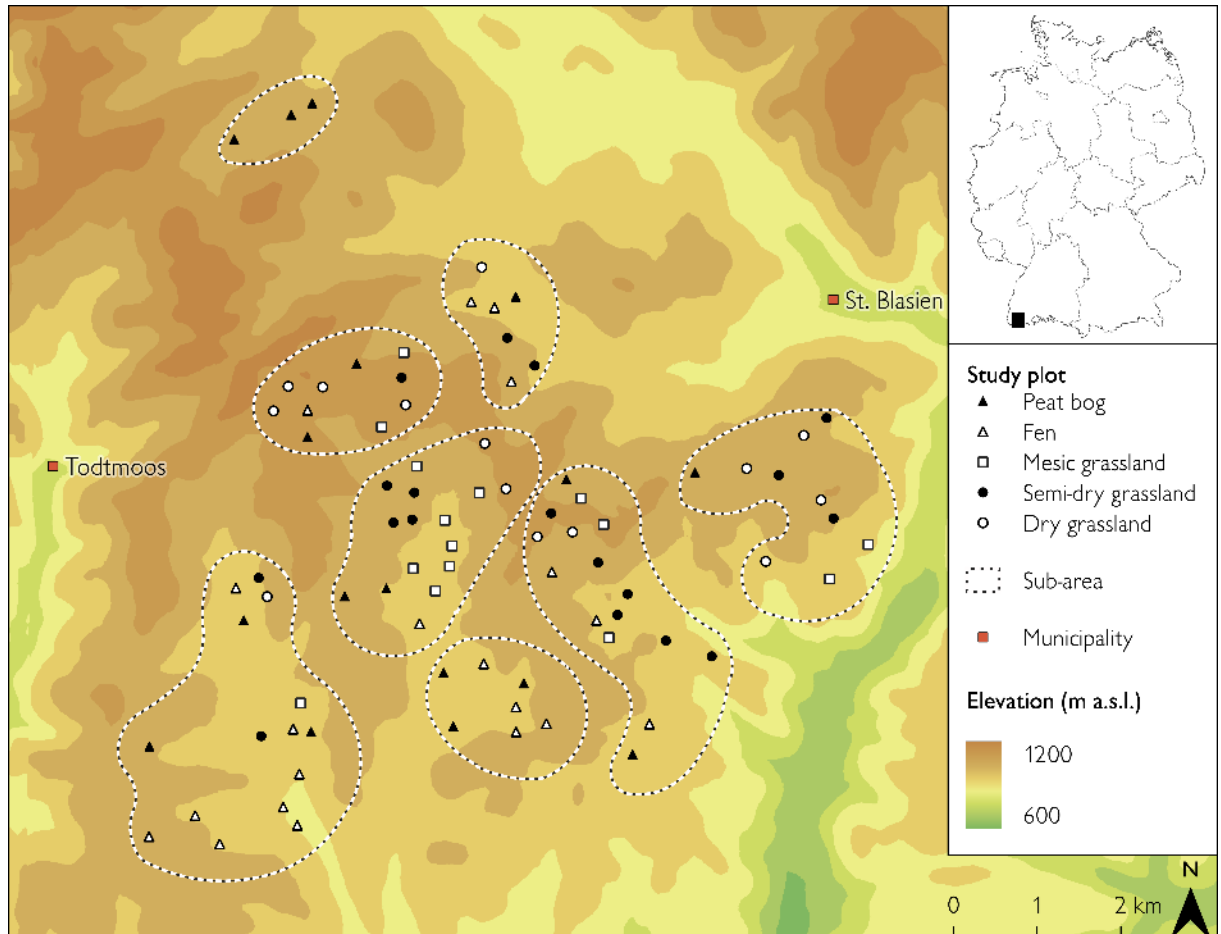 St. Blasien
Todtmoos
Study plot
Peat bog
Fen
Mesic grassland
Semi-dry grassland
Dry grassland
Sub-area
Municipality
Elevation (m a.s.l.)
1200
600
N
0 1 2 km